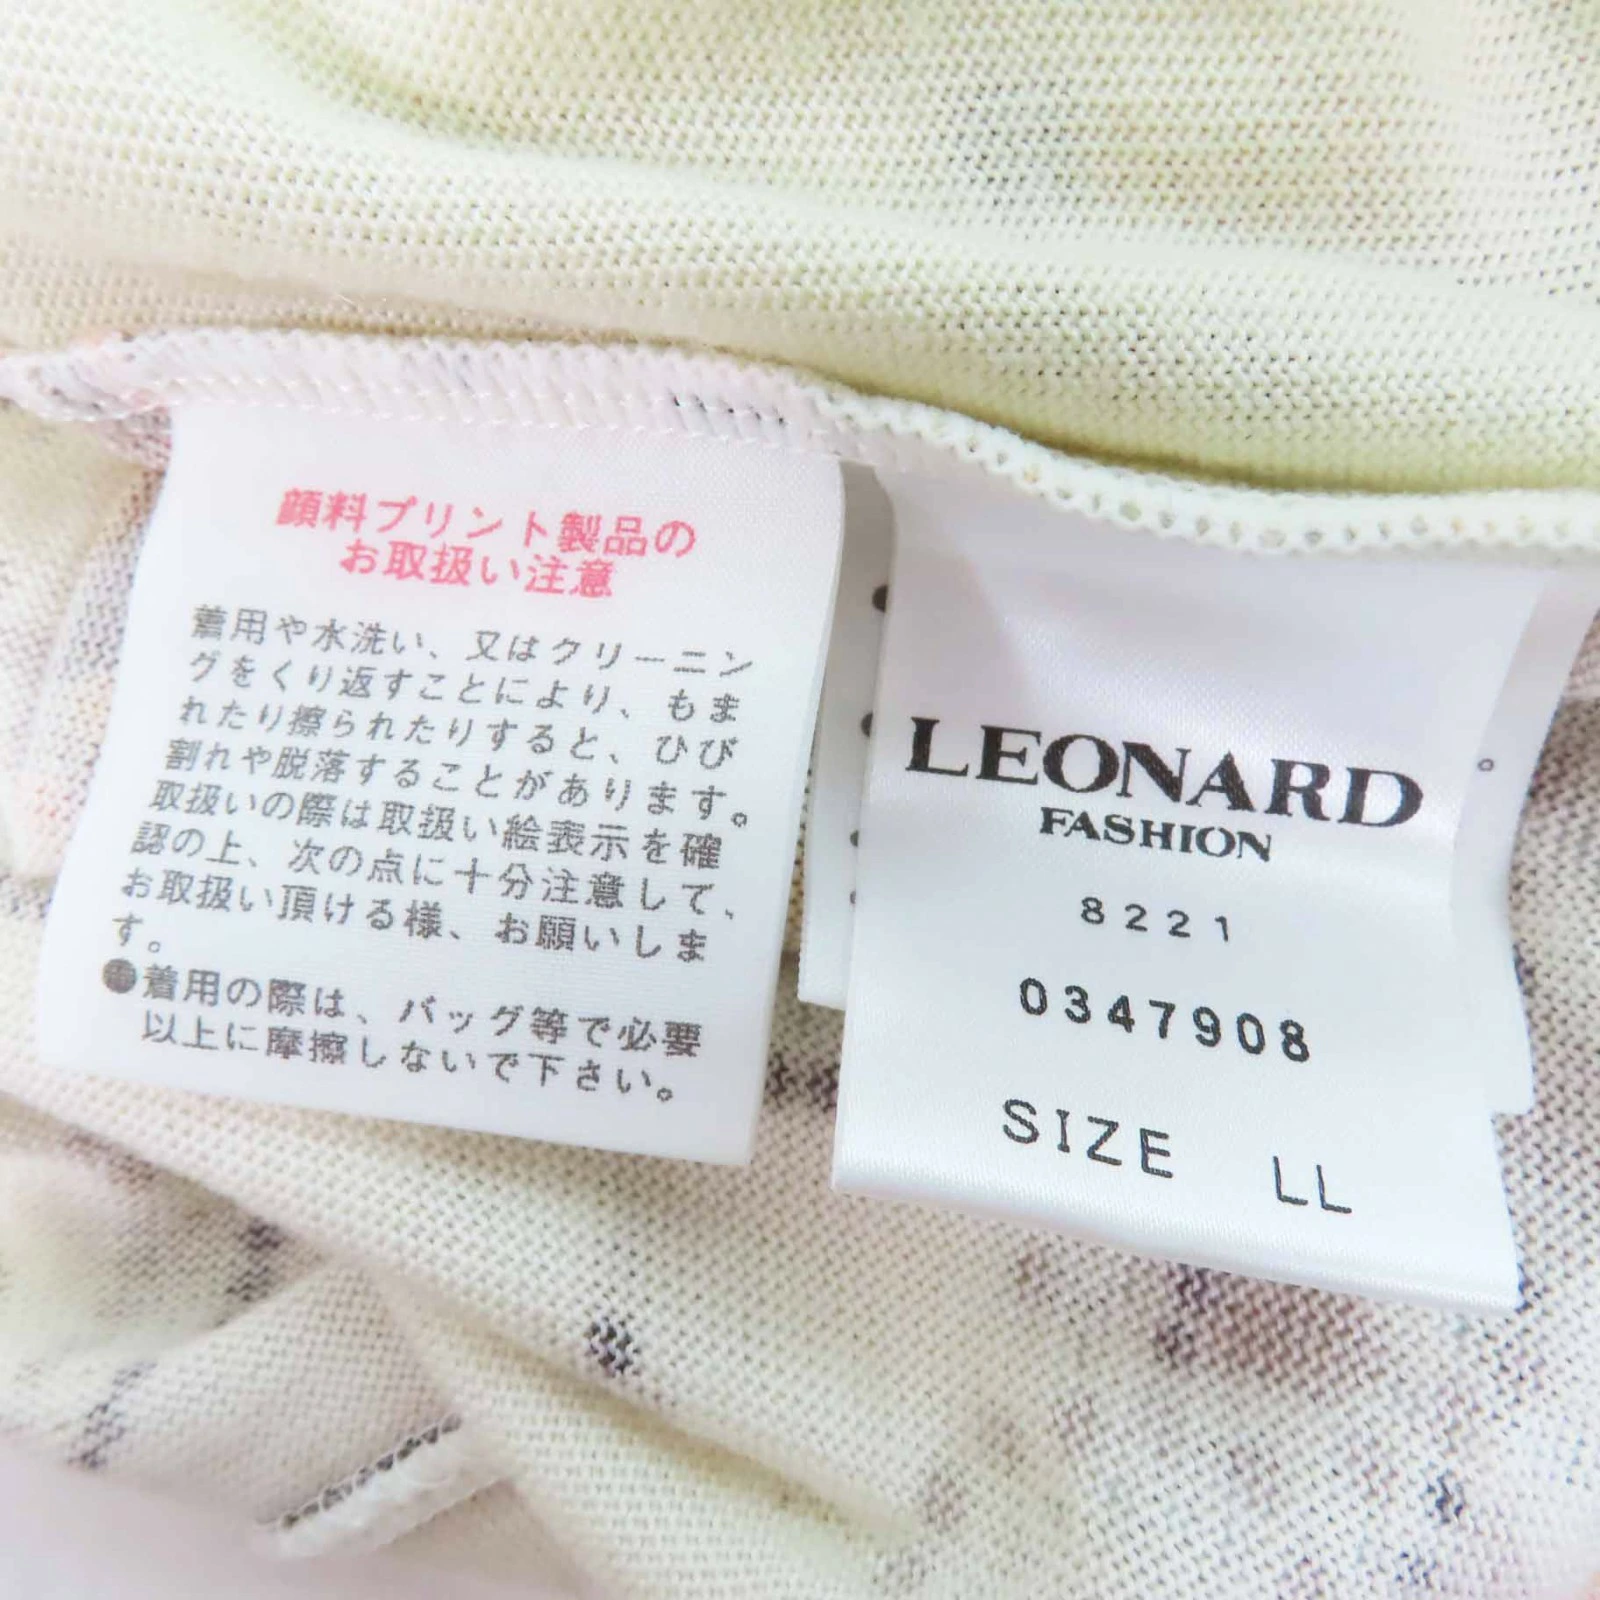 顔料プリント製品の
お取扱い注意
着用や水洗い、又はクリーニン
グをくり返すことにより、もま
れたり擦られたりすると、ひび
割れや脱落することがあります。
取扱いの際は取扱い絵表示を確
認の上、次の点に十分注意して、
お取扱い頂ける様、お願いしま
す。
●着用の際は、バッグ等で必要
以上に摩擦しないで下さい。
LEONARD
FASHION
8221
0347908
SIZE LL